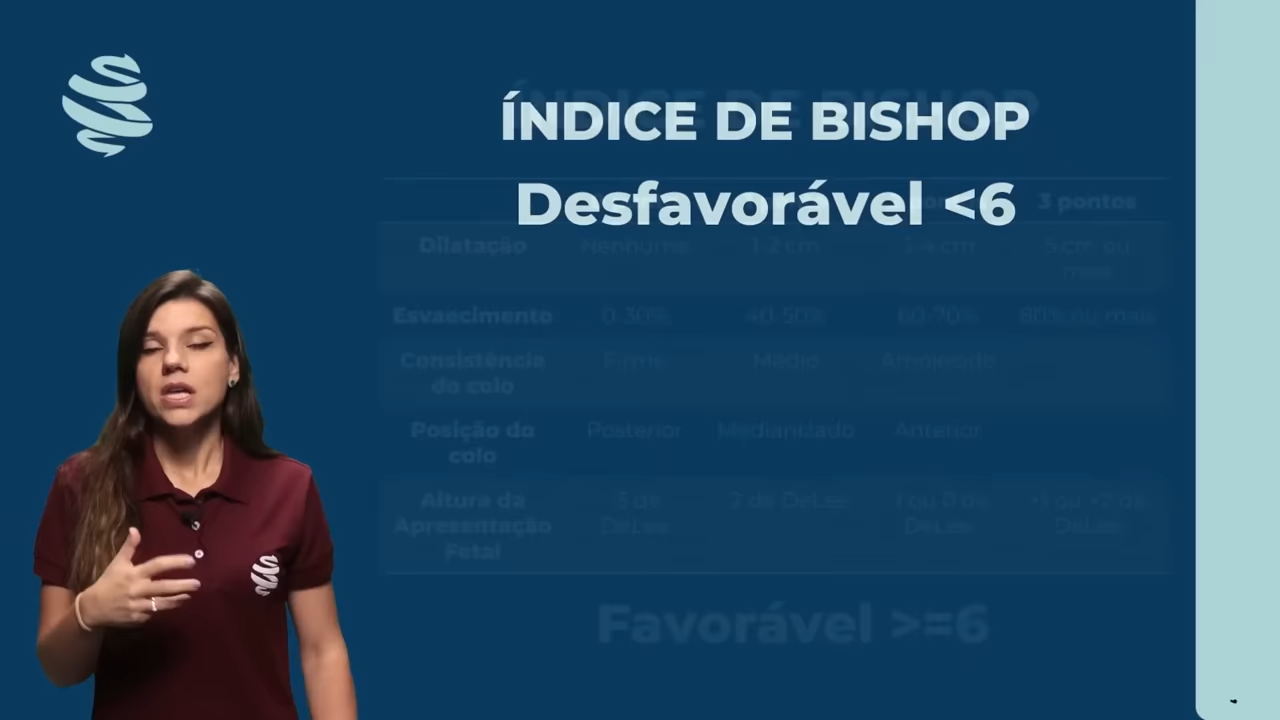 ÍNDICE DE BISHOP
Desfavorável <6
3 pontos
Dilatação Nenhuma 1-2 cm 3-4 cm 5 cm ou
mais
Esvaecimento 0-30% 40-50% 60-70% 80% ou mais
Consistência
do colo Firme Médio Amolecido
Posição do
colo Posterior Medianizado Anterior
Altura da
Apresentação
Fetal
DeLee
2 de DeLee
ou 0 de
DeLee
+1 ou +2 de
DeLee
Favorável >=6